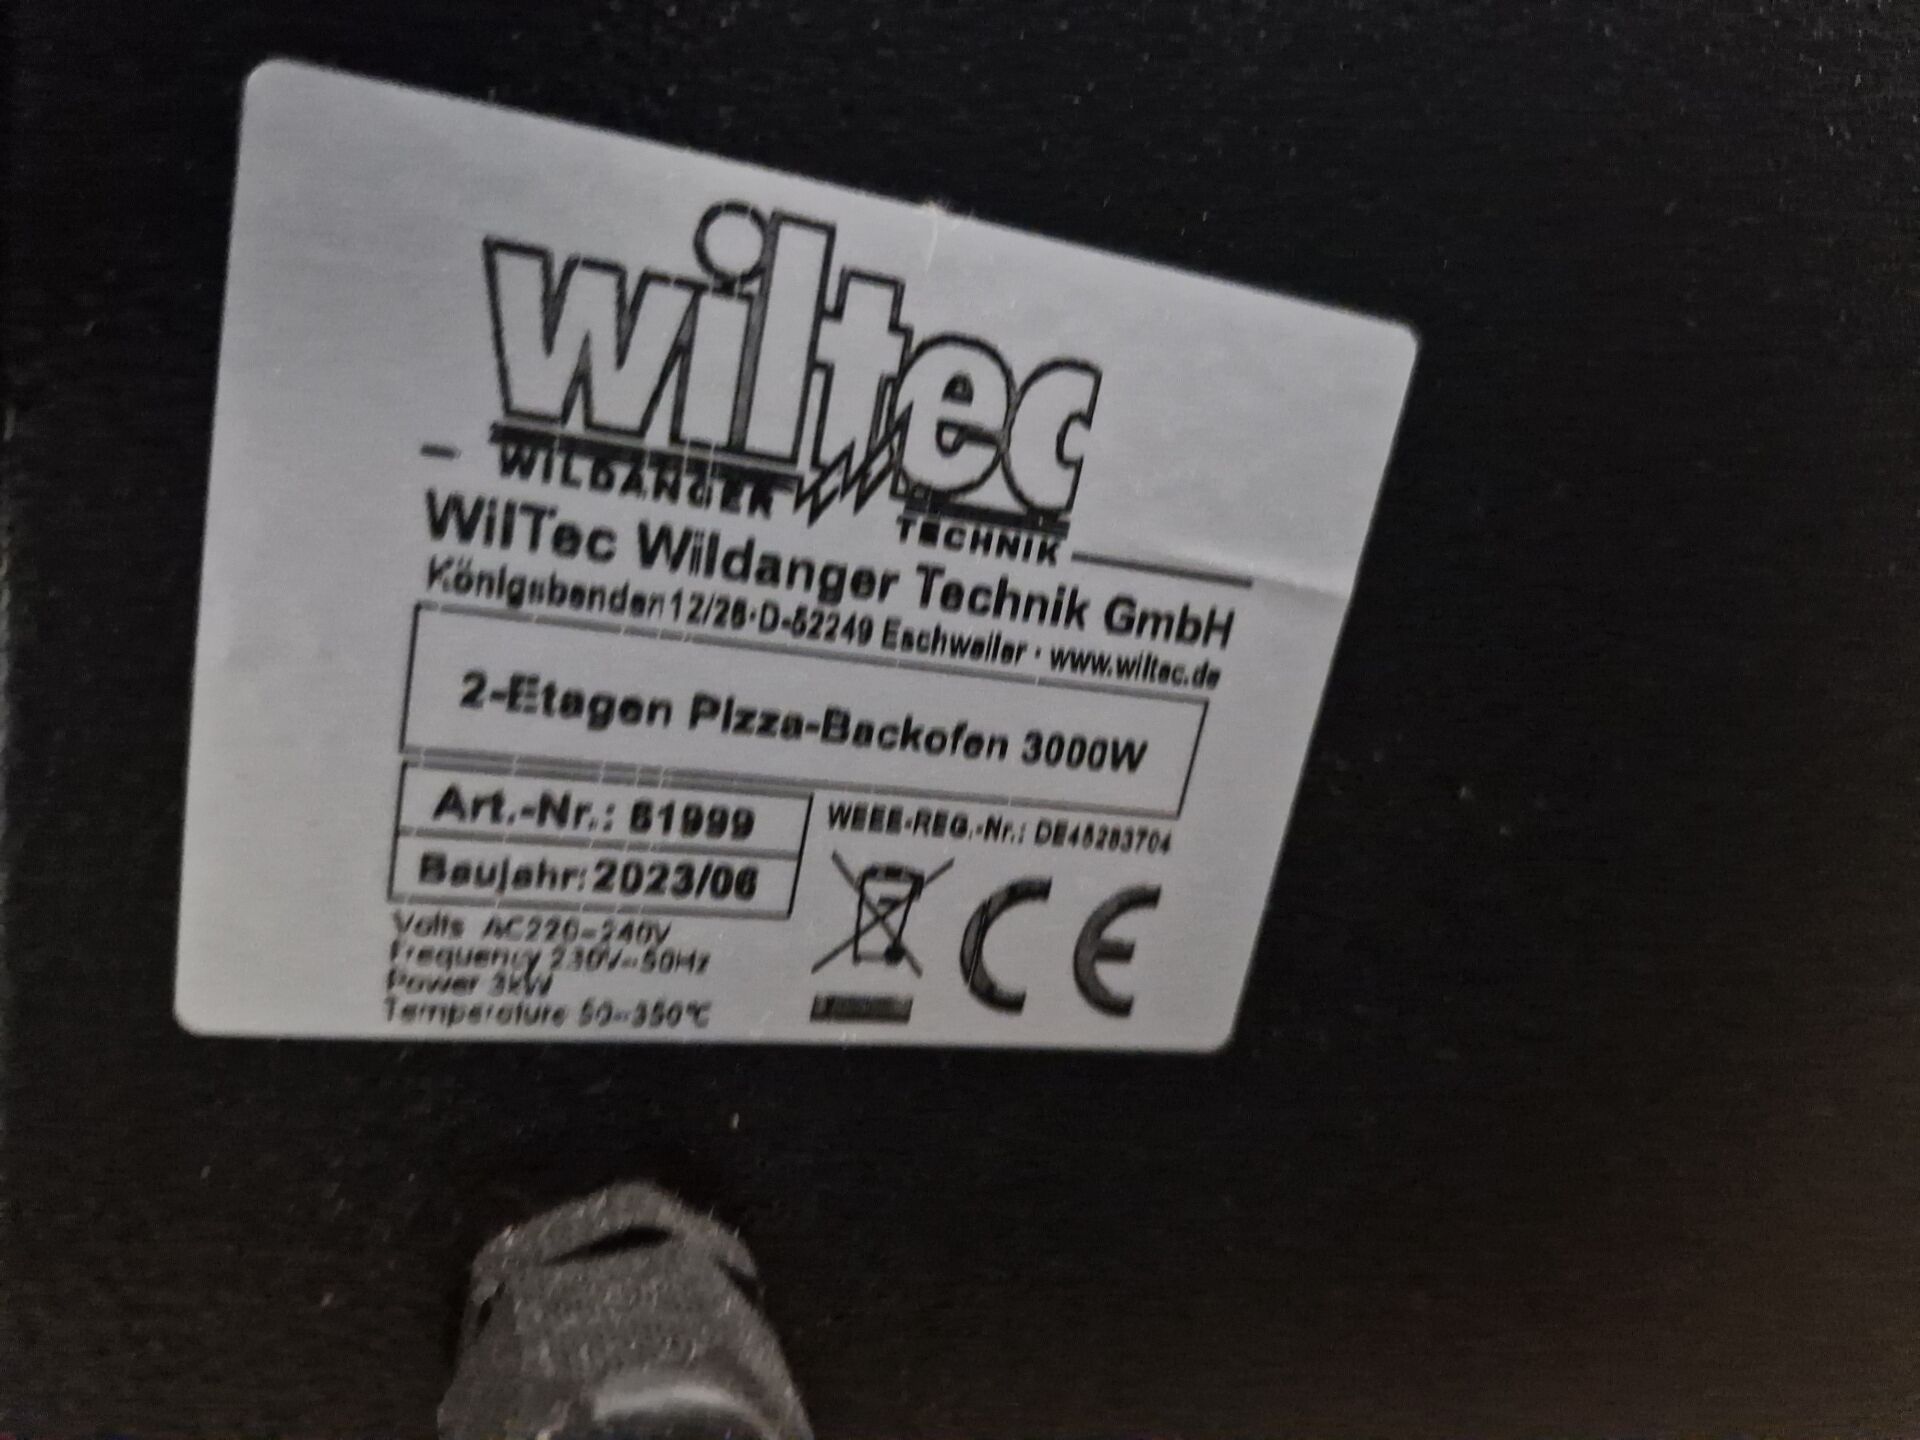 wiltec
WILDANGER
TECHNIK
WilTec Wildanger Technik GmbH
Königsbenden 12/28·D-52249 Eschweiler · www.wiltec.de
2-Etagen Pizza-Backofen 3000W
Art.-Nr.: 61999
WEEE-REG.-Nr.: DE45283704
Baujahr: 2023/06
CE
Volts AC220-240V
Frequency 230V~50Hz
Power 3kW
Temperature 50-350℃